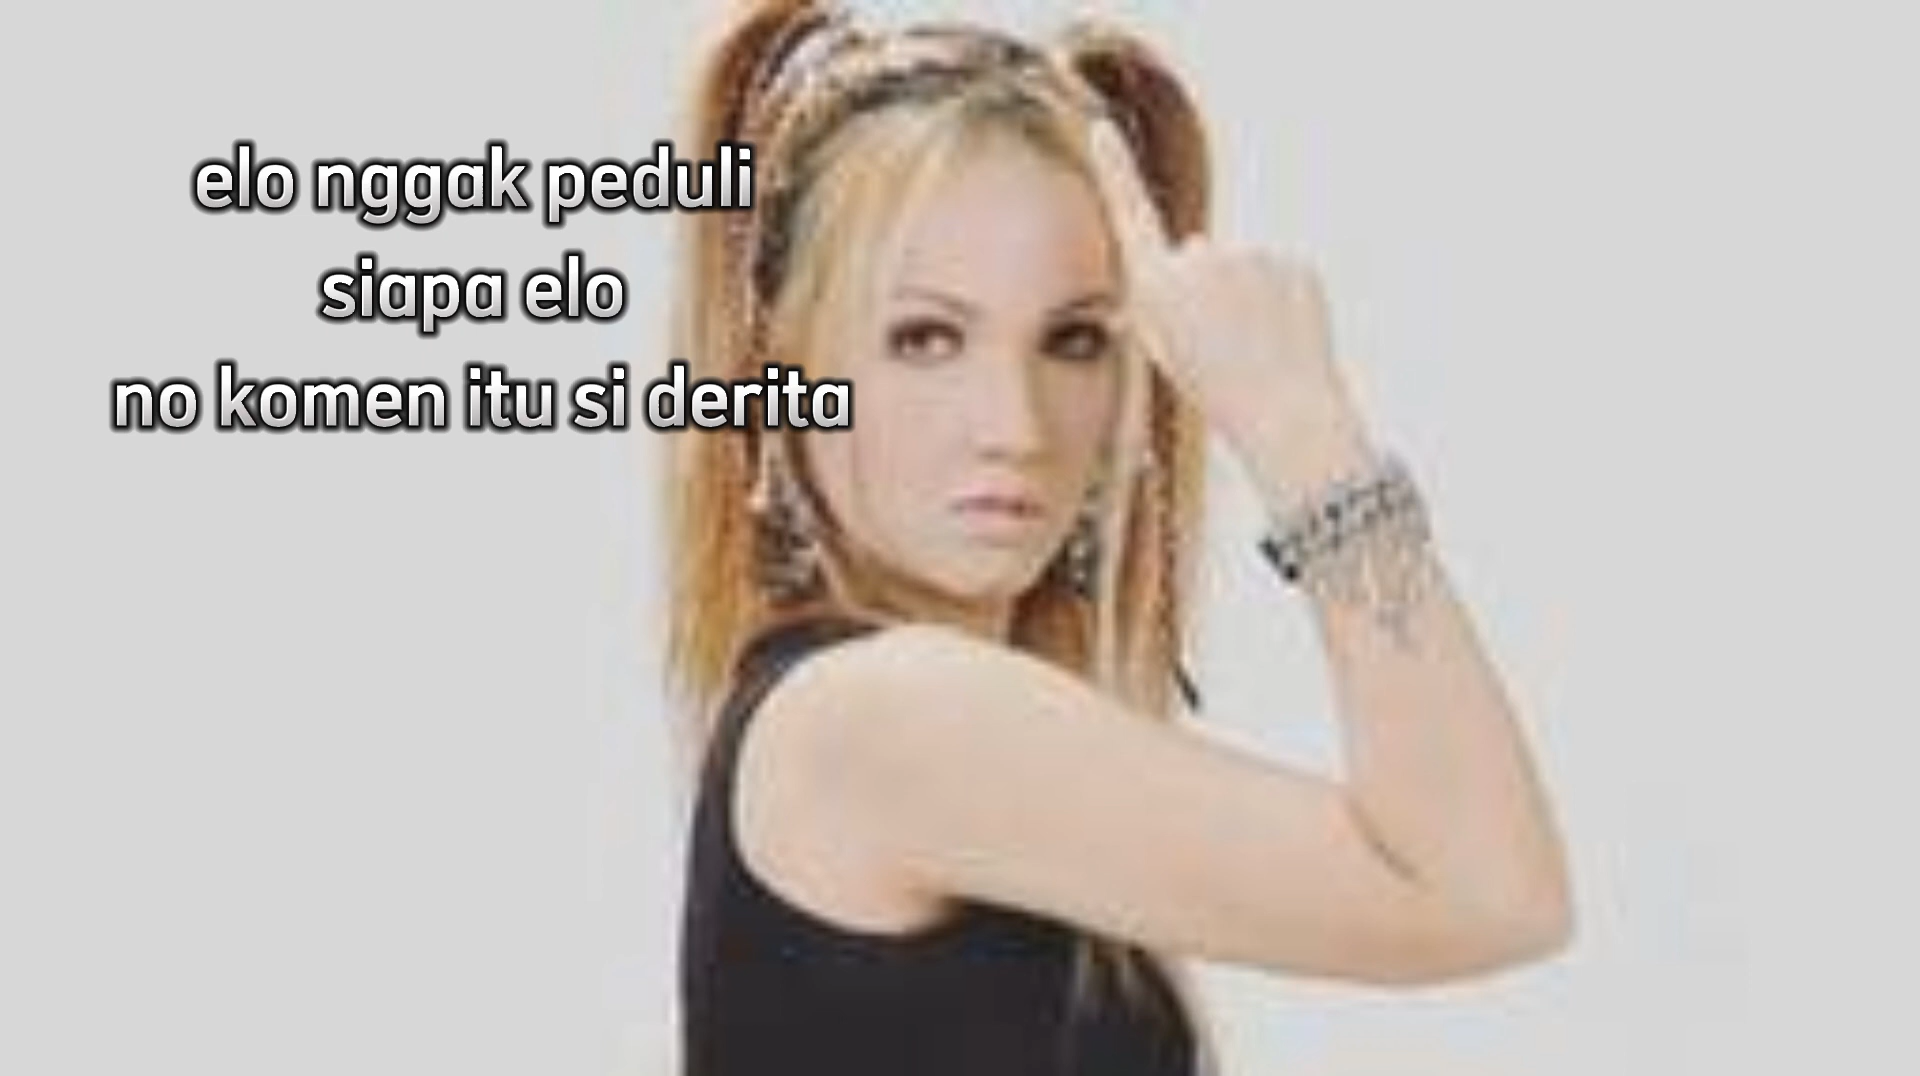 elo nggak peduli
siapa elo
no komen itu si derita